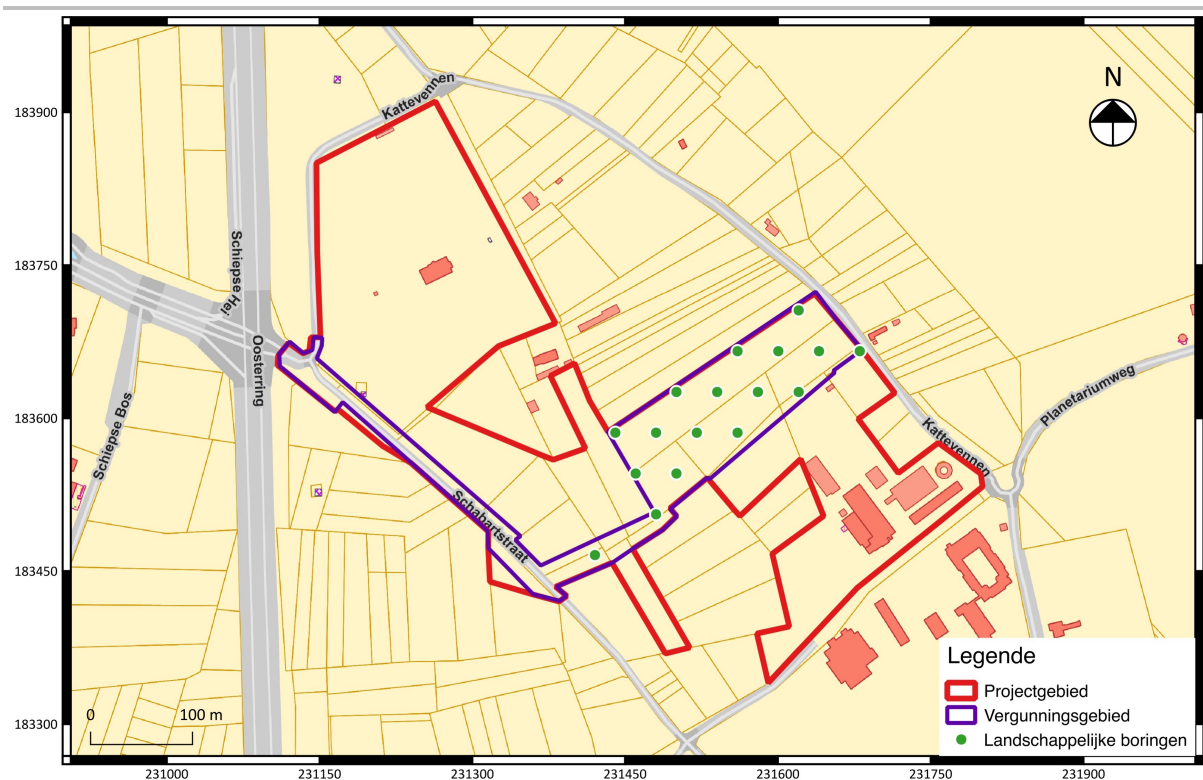 N
183900
183750
183600
183450
183300
Kattevennen
Schiepse Hei
Oosterring
Schiepse Bos
Schabartstraat
Kattevennen
Planetariumweg
0 100 m
Legende
Projectgebied
Vergunningsgebied
Landschappelijke boringen
231000 231150 231300 231450 231600 231750 231900